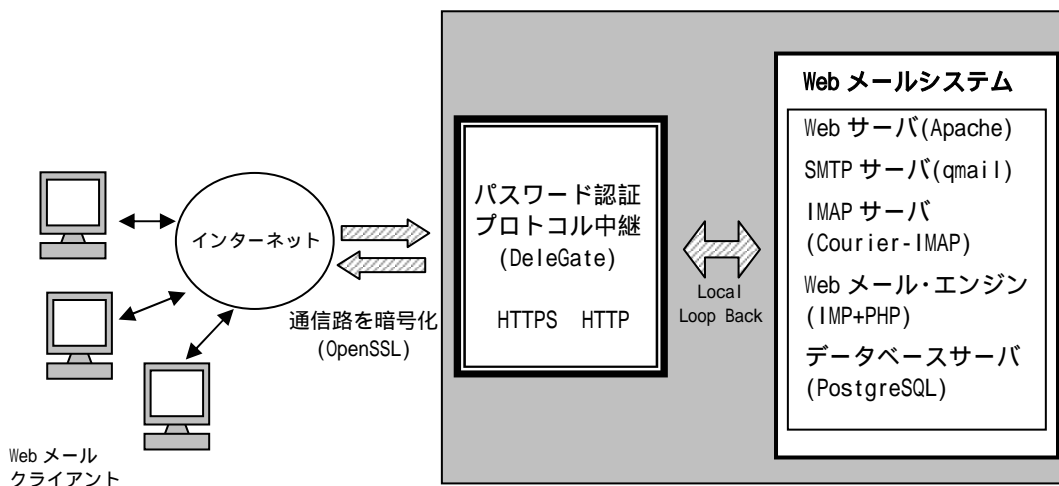 Web メールシステム
Web サーバ(Apache)
SMTP サーバ(qmail)
IMAP サーバ
(Courier-IMAP)
Web メール・エンジン
(IMP+PHP)
データベースサーバ
(PostgreSQL)
パスワード認証
プロトコル中継
(DeleGate)
HTTPS HTTP
Local
Loop Back
インターネット
通信路を暗号化
(OpenSSL)
Web メール
クライアント